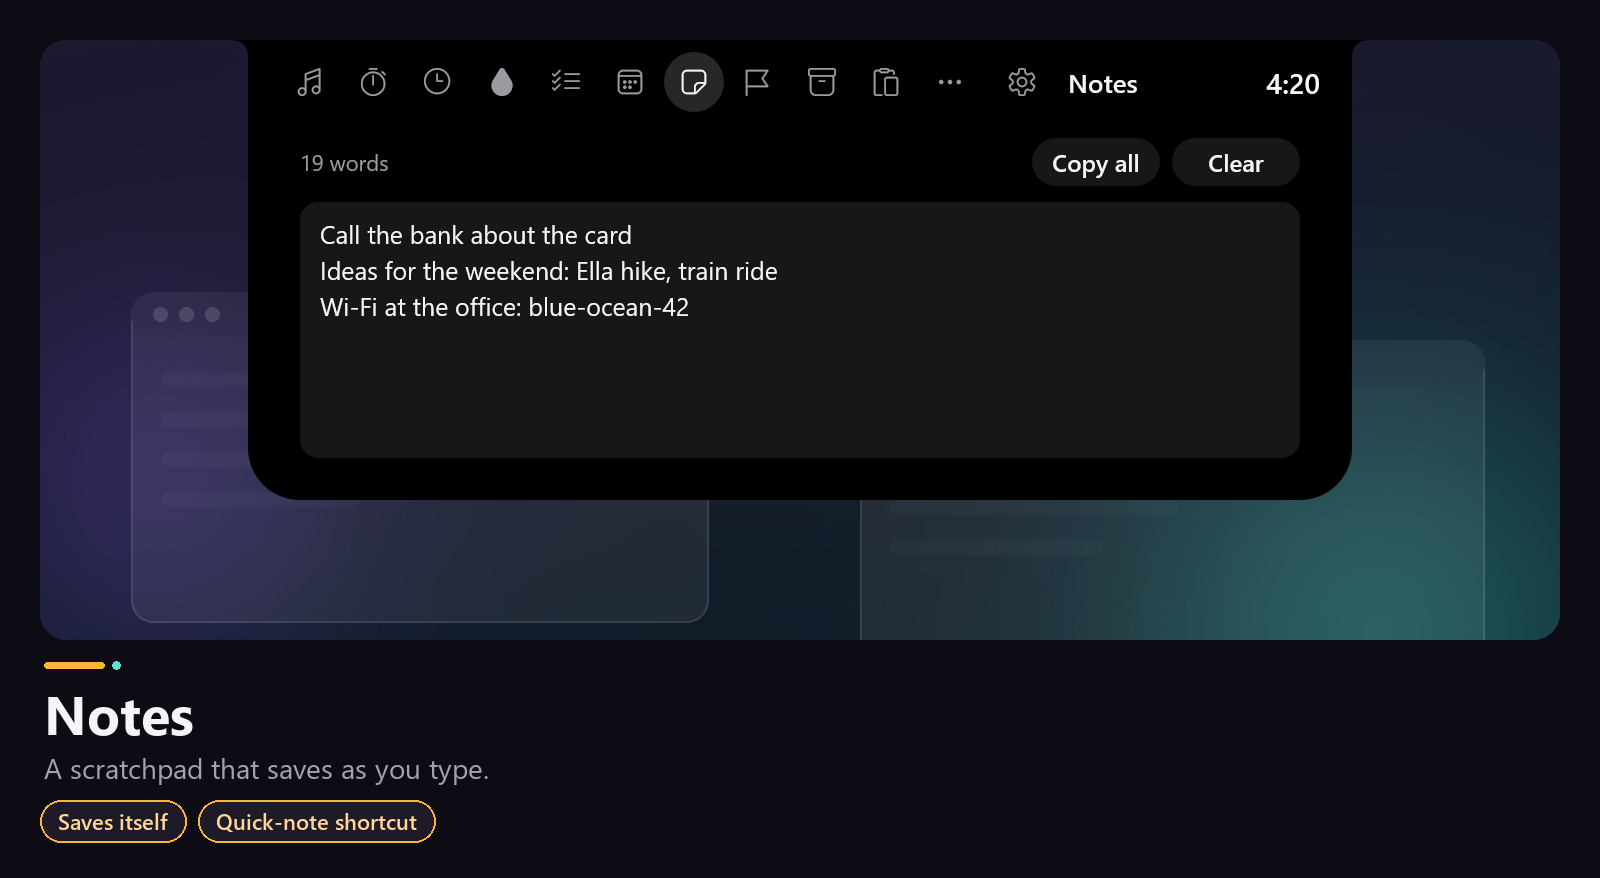 Notes
4:20
19 words
Copy all
Clear
Call the bank about the card
Ideas for the weekend: Ella hike, train ride
Wi-Fi at the office: blue-ocean-42
Notes
A scratchpad that saves as you type.
Saves itself
Quick-note shortcut